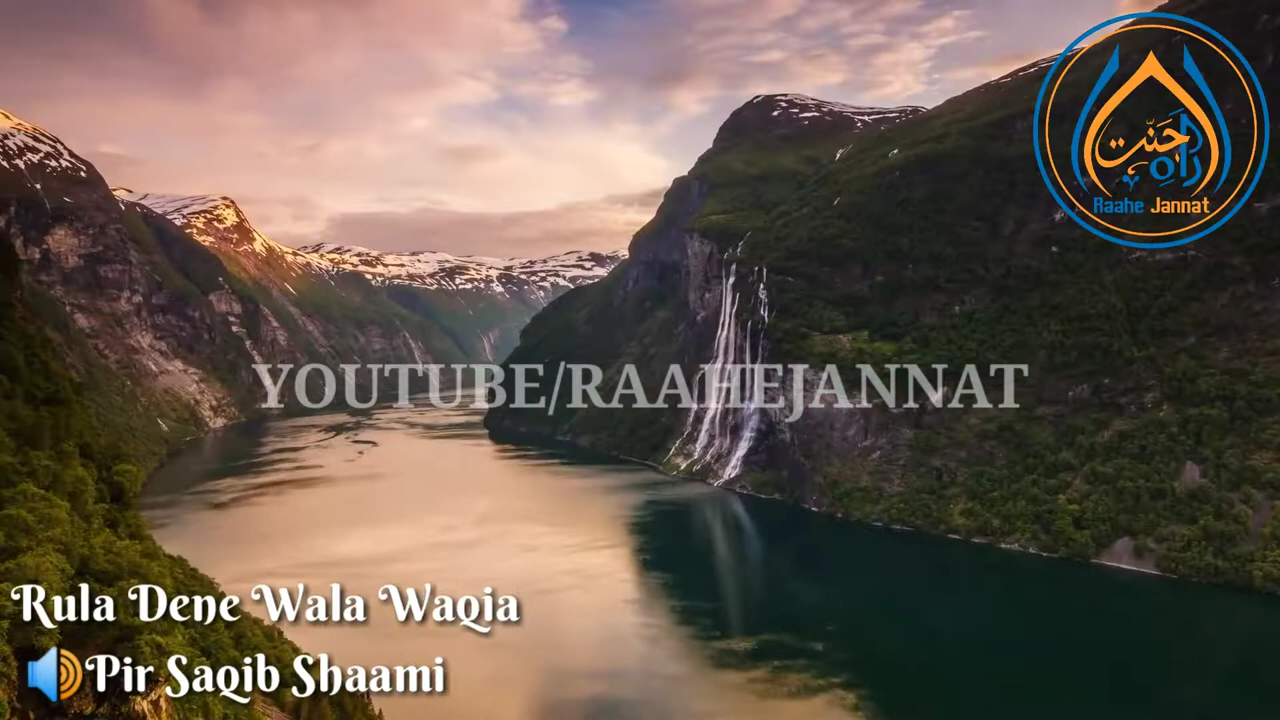 راہ جنّت
Raahe Jannat
YOUTUBE/RAAHEJANNAT
Rula Dene Wala Waqia
Pir Saqib Shaami